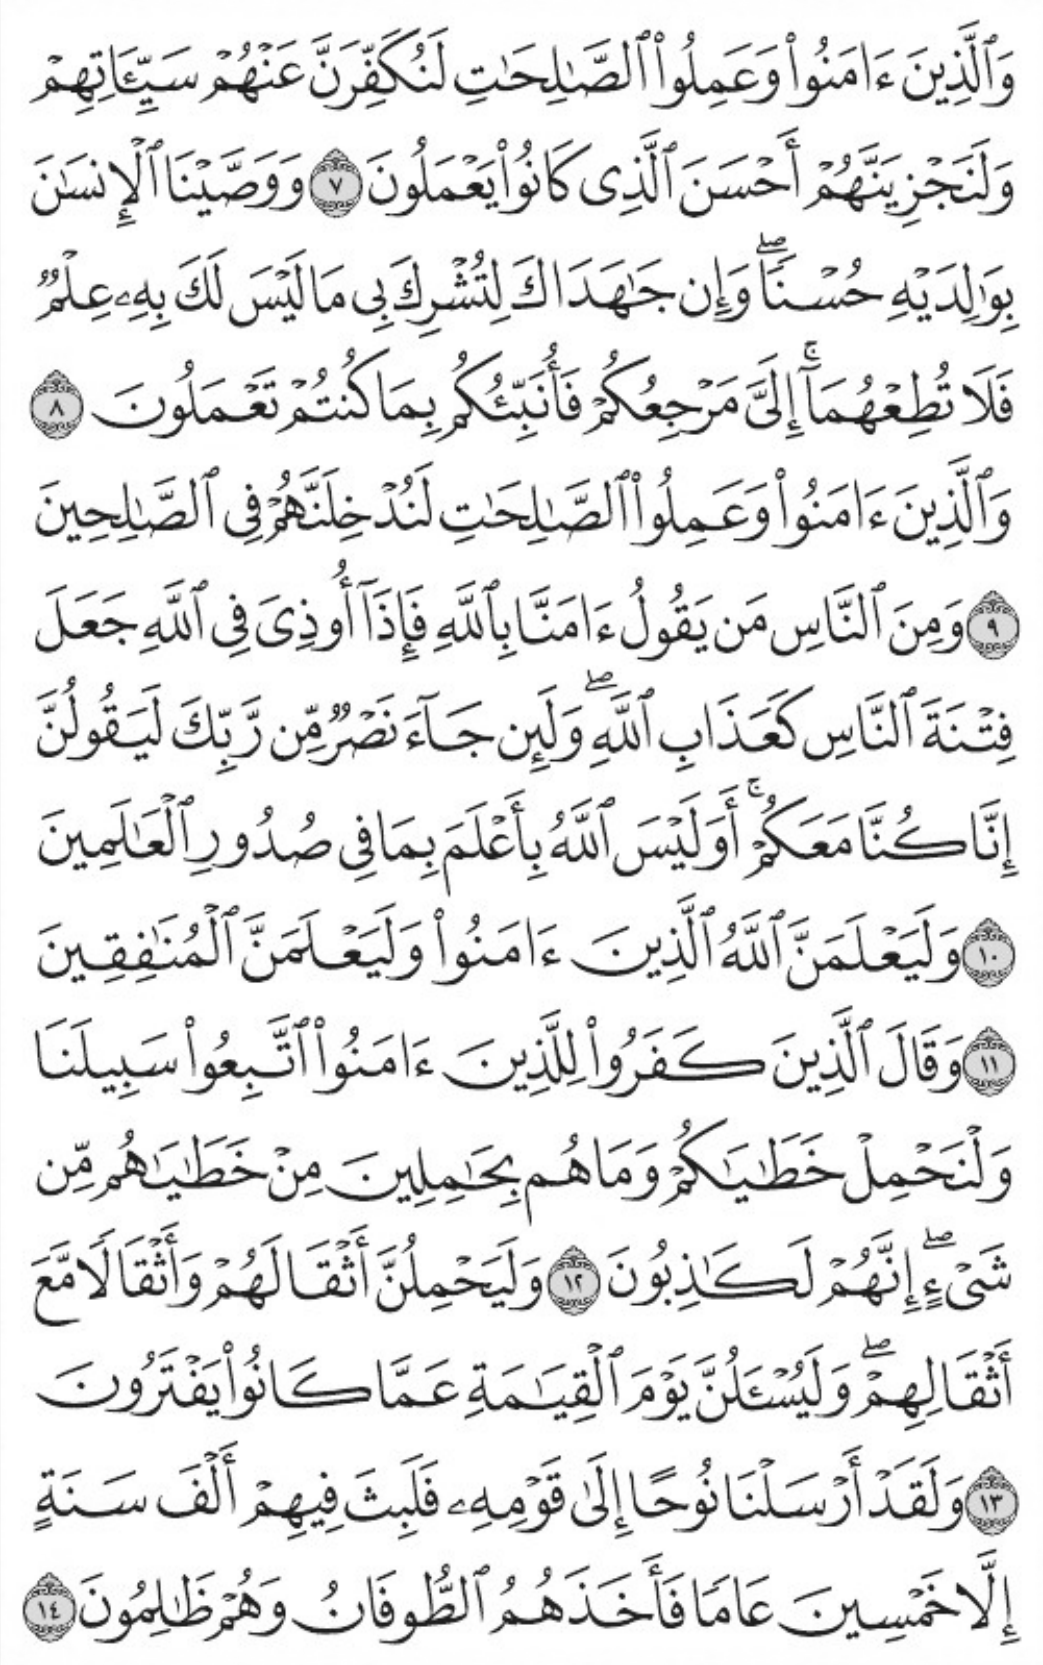 وَٱلَّذِينَ ءَامَنُوا۟ وَعَمِلُوا۟ ٱلصَّـٰلِحَـٰتِ لَنُكَفِّرَنَّ عَنْهُمْ سَيِّـَٔاتِهِمْ
وَلَنَجْزِيَنَّهُمْ أَحْسَنَ ٱلَّذِى كَانُوا۟ يَعْمَلُونَ ٧ وَوَصَّيْنَا ٱلْإِنسَـٰنَ
بِوَٰلِدَيْهِ حُسْنًا ۖ وَإِن جَـٰهَدَاكَ لِتُشْرِكَ بِى مَا لَيْسَ لَكَ بِهِۦ عِلْمٌ
فَلَا تُطِعْهُمَآ ۚ إِلَىَّ مَرْجِعُكُمْ فَأُنَبِّئُكُم بِمَا كُنتُمْ تَعْمَلُونَ ٨
وَٱلَّذِينَ ءَامَنُوا۟ وَعَمِلُوا۟ ٱلصَّـٰلِحَـٰتِ لَنُدْخِلَنَّهُمْ فِى ٱلصَّـٰلِحِينَ
٩ وَمِنَ ٱلنَّاسِ مَن يَقُولُ ءَامَنَّا بِٱللَّهِ فَإِذَآ أُوذِىَ فِى ٱللَّهِ جَعَلَ
فِتْنَةَ ٱلنَّاسِ كَعَذَابِ ٱللَّهِ ۖ وَلَئِن جَآءَ نَصْرٌ مِّن رَّبِّكَ لَيَقُولُنَّ
إِنَّا كُنَّا مَعَكُمْ ۚ أَوَلَيْسَ ٱللَّهُ بِأَعْلَمَ بِمَا فِى صُدُورِ ٱلْعَـٰلَمِينَ
١٠ وَلَيَعْلَمَنَّ ٱللَّهُ ٱلَّذِينَ ءَامَنُوا۟ وَلَيَعْلَمَنَّ ٱلْمُنَـٰفِقِينَ
١١ وَقَالَ ٱلَّذِينَ كَفَرُوا۟ لِلَّذِينَ ءَامَنُوا۟ ٱتَّبِعُوا۟ سَبِيلَنَا
وَلْنَحْمِلْ خَطَـٰيَـٰكُمْ وَمَا هُم بِحَـٰمِلِينَ مِنْ خَطَـٰيَـٰهُم مِّن
شَىْءٍ ۖ إِنَّهُمْ لَكَـٰذِبُونَ ١٢ وَلَيَحْمِلُنَّ أَثْقَالَهُمْ وَأَثْقَالًا مَّعَ
أَثْقَالِهِمْ ۖ وَلَيُسْـَٔلُنَّ يَوْمَ ٱلْقِيَـٰمَةِ عَمَّا كَانُوا۟ يَفْتَرُونَ
١٣ وَلَقَدْ أَرْسَلْنَا نُوحًا إِلَىٰ قَوْمِهِۦ فَلَبِثَ فِيهِمْ أَلْفَ سَنَةٍ
إِلَّا خَمْسِينَ عَامًا فَأَخَذَهُمُ ٱلطُّوفَانُ وَهُمْ ظَـٰلِمُونَ ١٤